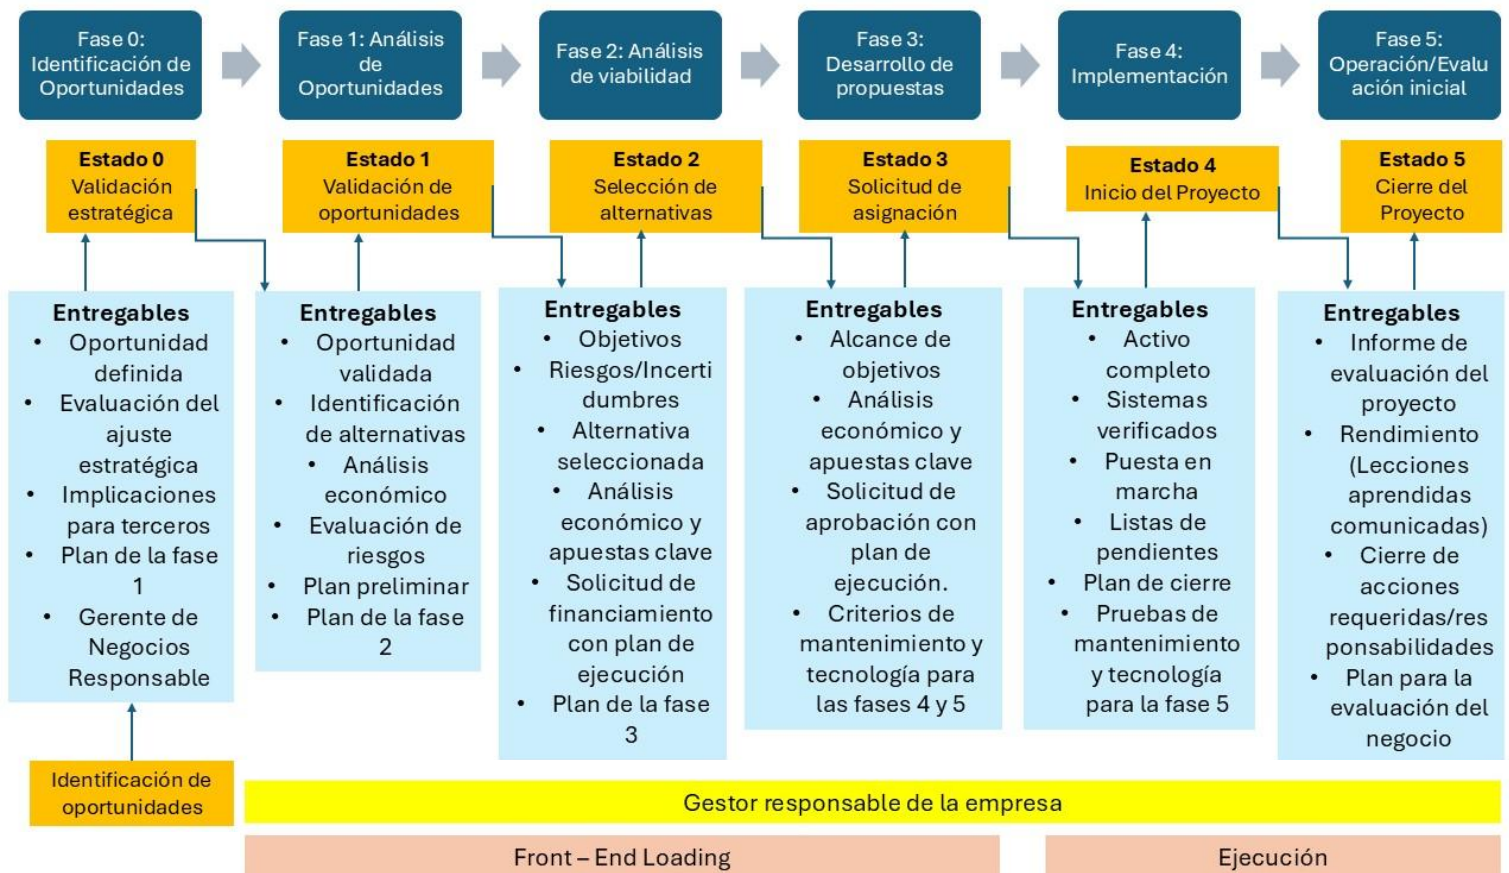 Fase 0:
Identificación de
Oportunidades
Fase 1: Análisis
de
Oportunidades
Fase 2: Análisis
de viabilidad
Fase 3:
Desarrollo de
propuestas
Fase 4:
Implementación
Fase 5:
Operación/Evalu
ación inicial
Estado 0
Validación
estratégica
Estado 1
Validación de
oportunidades
Estado 2
Selección de
alternativas
Estado 3
Solicitud de
asignación
Estado 4
Inicio del Proyecto
Estado 5
Cierre del
Proyecto
Entregables
• Oportunidad
definida
• Evaluación del
ajuste
estratégica
• Implicaciones
para terceros
• Plan de la fase
1
• Gerente de
Negocios
Responsable
Entregables
• Oportunidad
validada
• Identificación
de alternativas
• Análisis
económico
• Evaluación de
riesgos
• Plan preliminar
• Plan de la fase
2
Entregables
• Objetivos
• Riesgos/Incerti
dumbres
• Alternativa
seleccionada
• Análisis
económico y
apuestas clave
• Solicitud de
financiamiento
con plan de
ejecución
• Plan de la fase
3
Entregables
• Alcance de
objetivos
• Análisis
económico y
apuestas clave
• Solicitud de
aprobación con
plan de
ejecución.
• Criterios de
mantenimiento y
tecnología para
las fases 4 y 5
Entregables
• Activo
completo
• Sistemas
verificados
• Puesta en
marcha
• Listas de
pendientes
• Plan de cierre
• Pruebas de
mantenimiento
y tecnología
para la fase 5
Entregables
• Informe de
evaluación del
proyecto
• Rendimiento
(Lecciones
aprendidas
comunicadas)
• Cierre de
acciones
requeridas/res
ponsabilidades
• Plan para la
evaluación del
negocio
Identificación de
oportunidades
Gestor responsable de la empresa
Front – End Loading
Ejecución